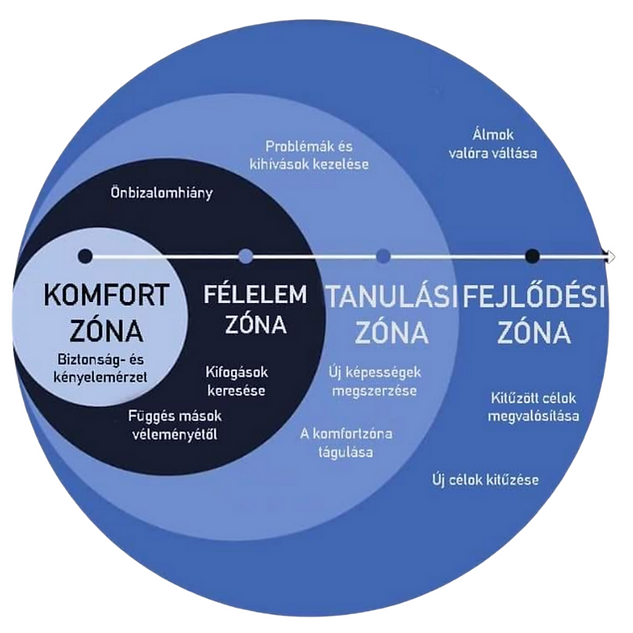 KOMFORT
ZÓNA
Biztonság- és
kényelemérzet
Önbizalomhiány
FÉLELEM
ZÓNA
Kifogások
keresése
Függés mások
véleményétől
Problémák és
kihívások kezelése
TANULÁSI
ZÓNA
Új képességek
megszerzése
A komfortzóna
tágulása
Álmok
valóra váltása
FEJLŐDÉSI
ZÓNA
Kitűzött célok
megvalósítása
Új célok kitűzése